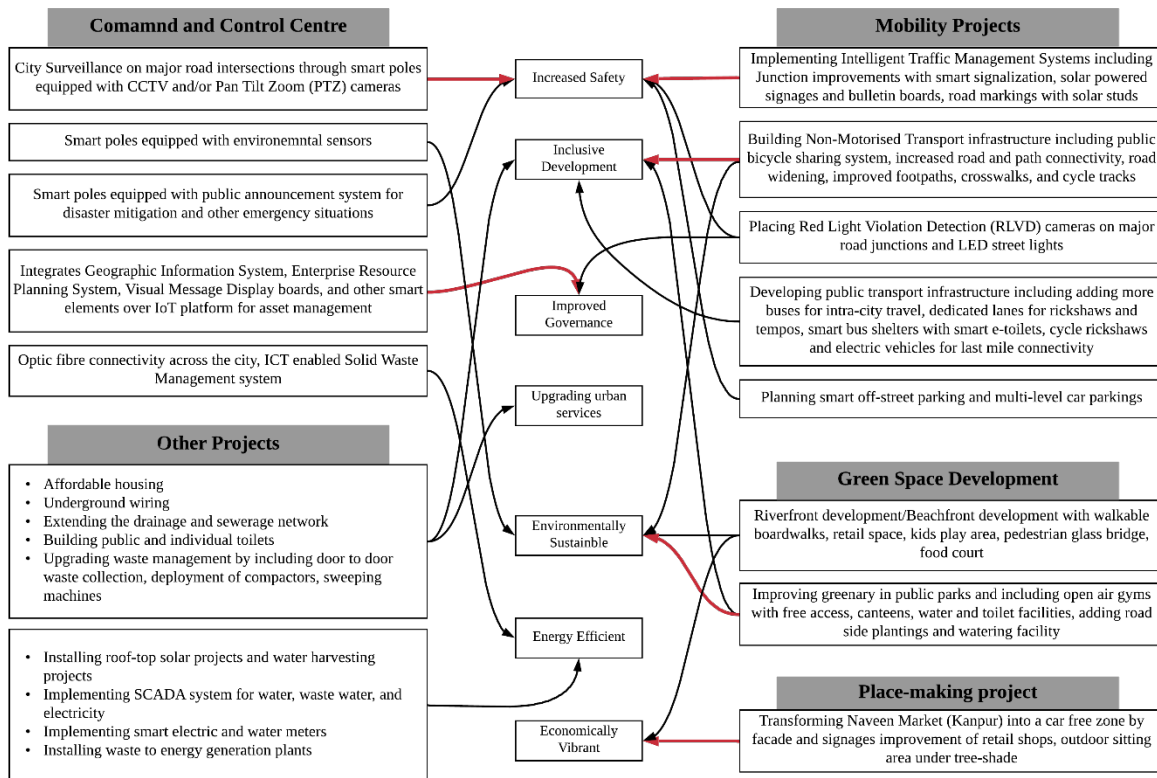 Comamnd and Control Centre
City Surveillance on major road intersections through smart poles
equipped with CCTV and/or Pan Tilt Zoom (PTZ) cameras
Smart poles equipped with environemntal sensors
Smart poles equipped with public announcement system for
disaster mitigation and other emergency situations
Integrates Geographic Information System, Enterprise Resource
Planning System, Visual Message Display boards, and other smart
elements over IoT platform for asset management
Optic fibre connectivity across the city, ICT enabled Solid Waste
Management system
Other Projects
• Affordable housing
• Underground wiring
• Extending the drainage and sewerage network
• Building public and individual toilets
• Upgrading waste management by including door to door
waste collection, deployment of compactors, sweeping
machines
• Installing roof-top solar projects and water harvesting
projects
• Implementing SCADA system for water, waste water, and
electricity
• Implementing smart electric and water meters
• Installing waste to energy generation plants
Increased Safety
Inclusive
Development
Improved
Governance
Upgrading urban
services
Environmentally
Sustainble
Energy Efficient
Economically
Vibrant
Mobility Projects
Implementing Intelligent Traffic Management Systems including
Junction improvements with smart signalization, solar powered
signages and bulletin boards, road markings with solar studs
Building Non-Motorised Transport infrastructure including public
bicycle sharing system, increased road and path connectivity, road
widening, improved footpaths, crosswalks, and cycle tracks
Placing Red Light Violation Detection (RLVD) cameras on major
road junctions and LED street lights
Developing public transport infrastructure including adding more
buses for intra-city travel, dedicated lanes for rickshaws and
tempos, smart bus shelters with smart e-toilets, cycle rickshaws
and electric vehicles for last mile connectivity
Planning smart off-street parking and multi-level car parkings
Green Space Development
Riverfront development/Beachfront development with walkable
boardwalks, retail space, kids play area, pedestrian glass bridge,
food court
Improving greenary in public parks and including open air gyms
with free access, canteens, water and toilet facilities, adding road
side plantings and watering facility
Place-making project
Transforming Naveen Market (Kanpur) into a car free zone by
facade and signages improvement of retail shops, outdoor sitting
area under tree-shade